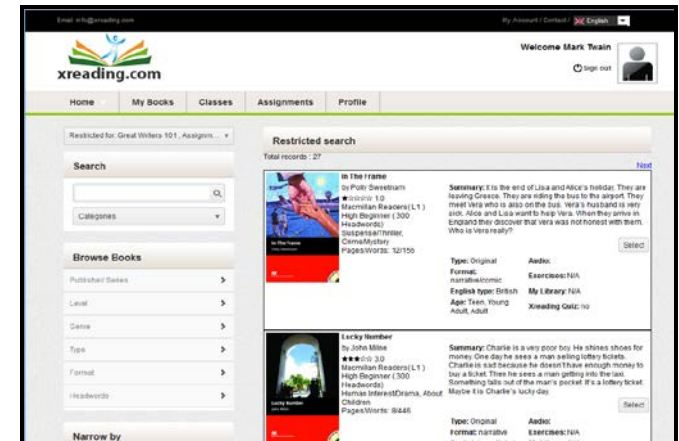 Email: info@xreading.com
My Account / Contact / English
xreading.com
Welcome Mark Twain
Sign out
Home
My Books
Classes
Assignments
Profile
Restricted for: Great Writers 101 , Assignm...
Search
Categories
Browse Books
Publisher/ Series
Level
Genre
Type
Format
Headwords
Narrow by
Restricted search
Total records : 27
Next
In The Frame
by Polly Sweetnam
1.0
Macmillan Readers( L1 )
High Beginner ( 300
Headwords)
Suspense/Thriller,
Crime/Mystery
Pages/Words: 12/155
Summary: It is the end of Lisa and Alice's holiday. They are
leaving Greece. They are riding the bus to the airport. They
meet Vera who is also on the bus. Vera's husband is very
sick. Alice and Lisa want to help Vera. When they arrive in
England they discover that vera was not honest with them.
Who is Vera really?
Select
Type: Original
Format:
narrative/comic
English type: British
Age: Teen, Young
Adult, Adult
Audio:
Exercises: N/A
My Library: N/A
Xreading Quiz: no
In The Frame
Lucky Number
by John Milne
3.0
Macmillan Readers( L1 )
High Beginner ( 300
Headwords)
Human Interest/Drama, About
Children
Pages/Words: 8/446
Summary: Charlie is a very poor boy. He shines shoes for
money. One day he sees a man selling lottery tickets.
Charlie is sad because he doesn't have enough money to
buy a ticket. Then he sees a man getting into the taxi.
Something falls out of the man's pocket. It's a lottery ticket.
Maybe it is Charlie's lucky day.
Select
Type: Original
Format: narrative
Audio:
Exercises: N/A
Lucky Number
John Milne